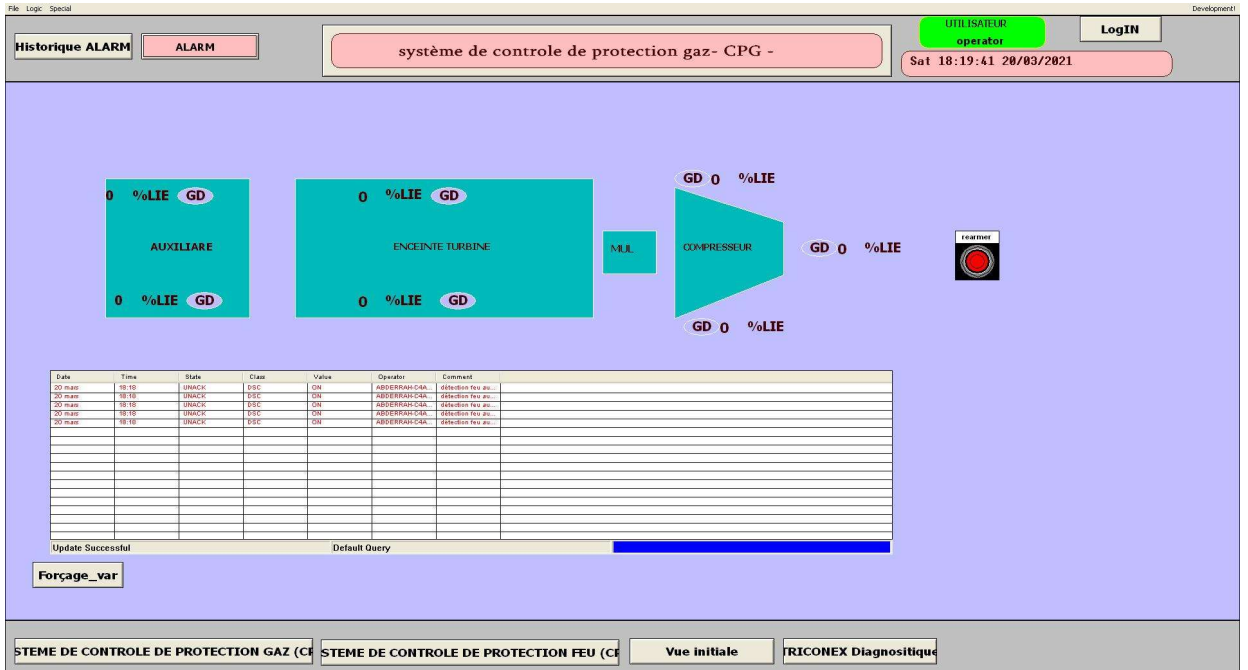 File Logic Special Development!
Historique ALARM
ALARM
système de controle de protection gaz- CPG -
UTILISATEUR
operator
LogIN
Sat 18:19:41 20/03/2021
GD 0 %LIE
0 %LIE GD
0 %LIE GD
rearmer
AUXILIARE
ENCEINTE TURBINE
MUL
COMPRESSEUR
GD 0 %LIE
0 %LIE GD
0 %LIE GD
GD 0 %LIE
Date Time State Class Value Operator Comment
20 mars 18:18 UNACK DSC ON ABDERRAH-C4A... détection feu au...
20 mars 18:18 UNACK DSC ON ABDERRAH-C4A... détection feu au...
20 mars 18:18 UNACK DSC ON ABDERRAH-C4A... détection feu au...
20 mars 18:18 UNACK DSC ON ABDERRAH-C4A... détection feu au...
20 mars 18:18 UNACK DSC ON ABDERRAH-C4A... détection feu au...
Update Successful Default Query
Forçage_var
STEME DE CONTROLE DE PROTECTION GAZ (CP
STEME DE CONTROLE DE PROTECTION FEU (CP
Vue initiale
TRICONEX Diagnositique